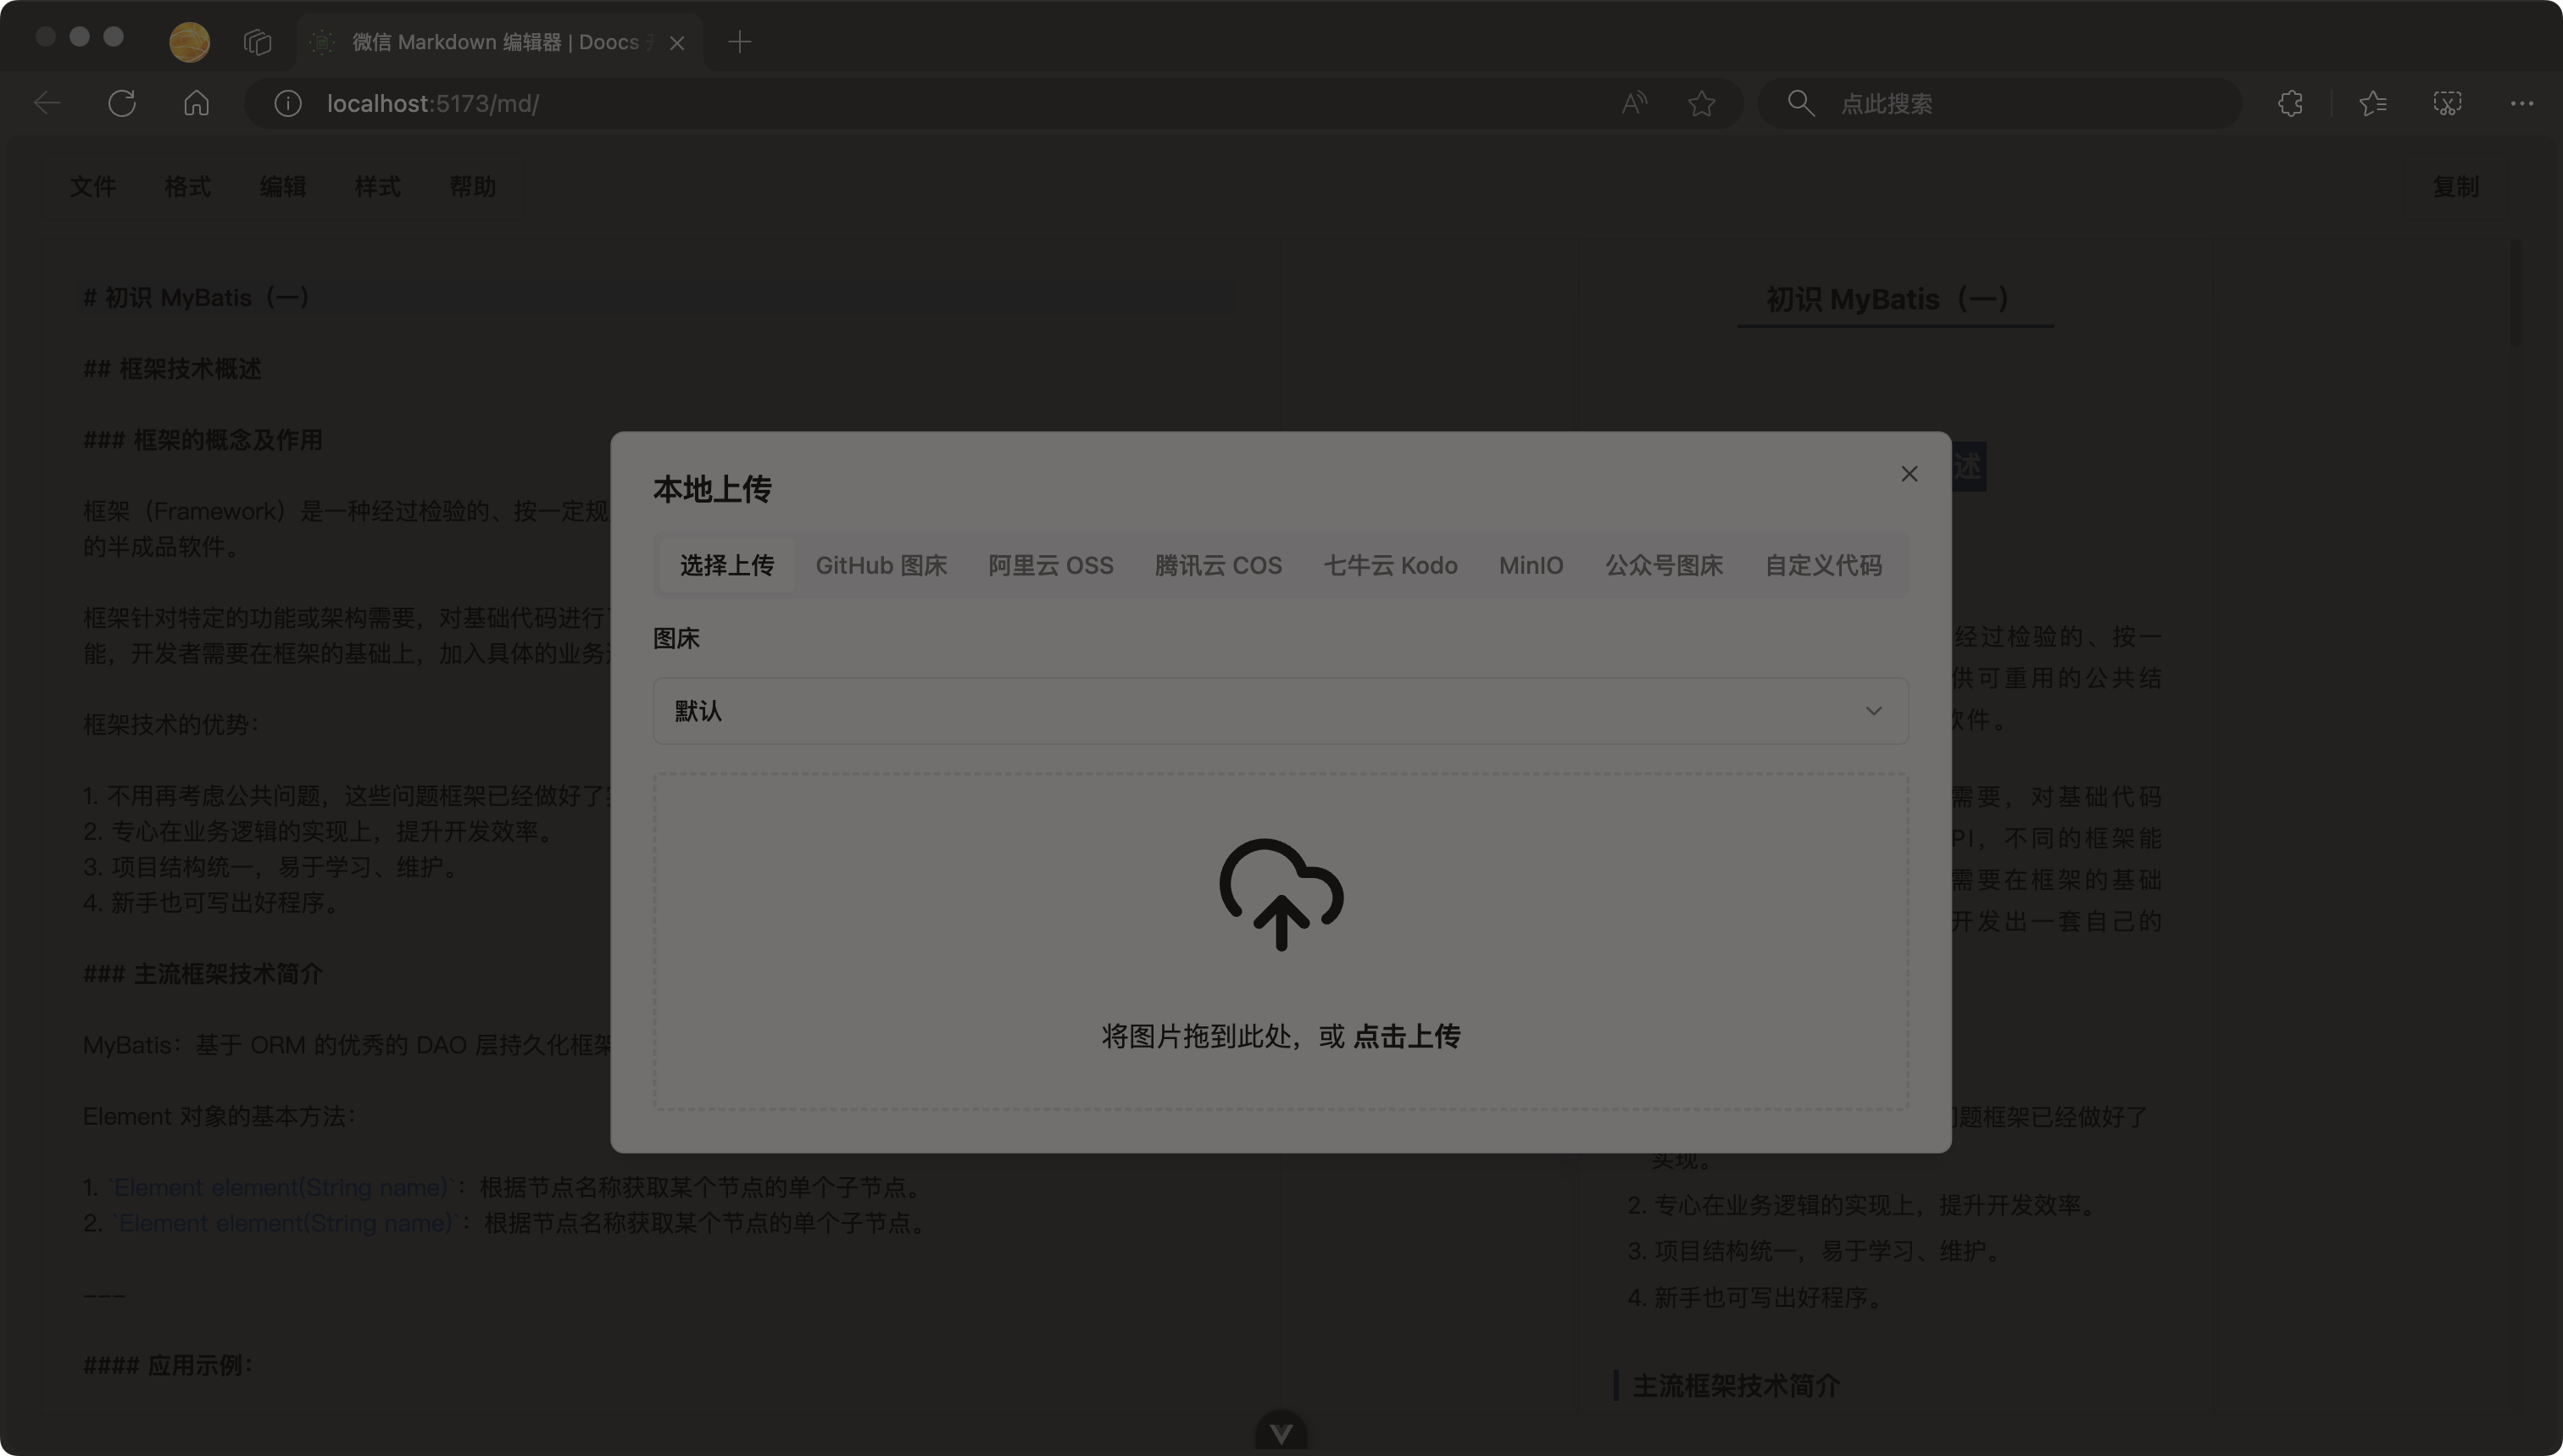 微信 Markdown 编辑器 | Doocs
localhost:5173/md/
点此搜索
文件 格式 编辑 样式 帮助
复制
# 初识 MyBatis（一）
## 框架技术概述
### 框架的概念及作用
框架（Framework）是一种经过检验的、按一定规
的半成品软件。
框架针对特定的功能或架构需要，对基础代码进行
能，开发者需要在框架的基础上，加入具体的业务
框架技术的优势：
1. 不用再考虑公共问题，这些问题框架已经做好了
2. 专心在业务逻辑的实现上，提升开发效率。
3. 项目结构统一，易于学习、维护。
4. 新手也可写出好程序。
### 主流框架技术简介
MyBatis：基于 ORM 的优秀的 DAO 层持久化框架
Element 对象的基本方法：
1. `Element element(String name)`：根据节点名称获取某个节点的单个子节点。
2. `Element element(String name)`：根据节点名称获取某个节点的单个子节点。
---
#### 应用示例：
本地上传
选择上传 GitHub 图床 阿里云 OSS 腾讯云 COS 七牛云 Kodo MinIO 公众号图床 自定义代码
图床
默认
将图片拖到此处，或 点击上传
初识 MyBatis（一）
述
经过检验的、按一
供可重用的公共结
软件。
需要，对基础代码
PI，不同的框架能
需要在框架的基础
开发出一套自己的
问题框架已经做好了
实现。
2. 专心在业务逻辑的实现上，提升开发效率。
3. 项目结构统一，易于学习、维护。
4. 新手也可写出好程序。
主流框架技术简介